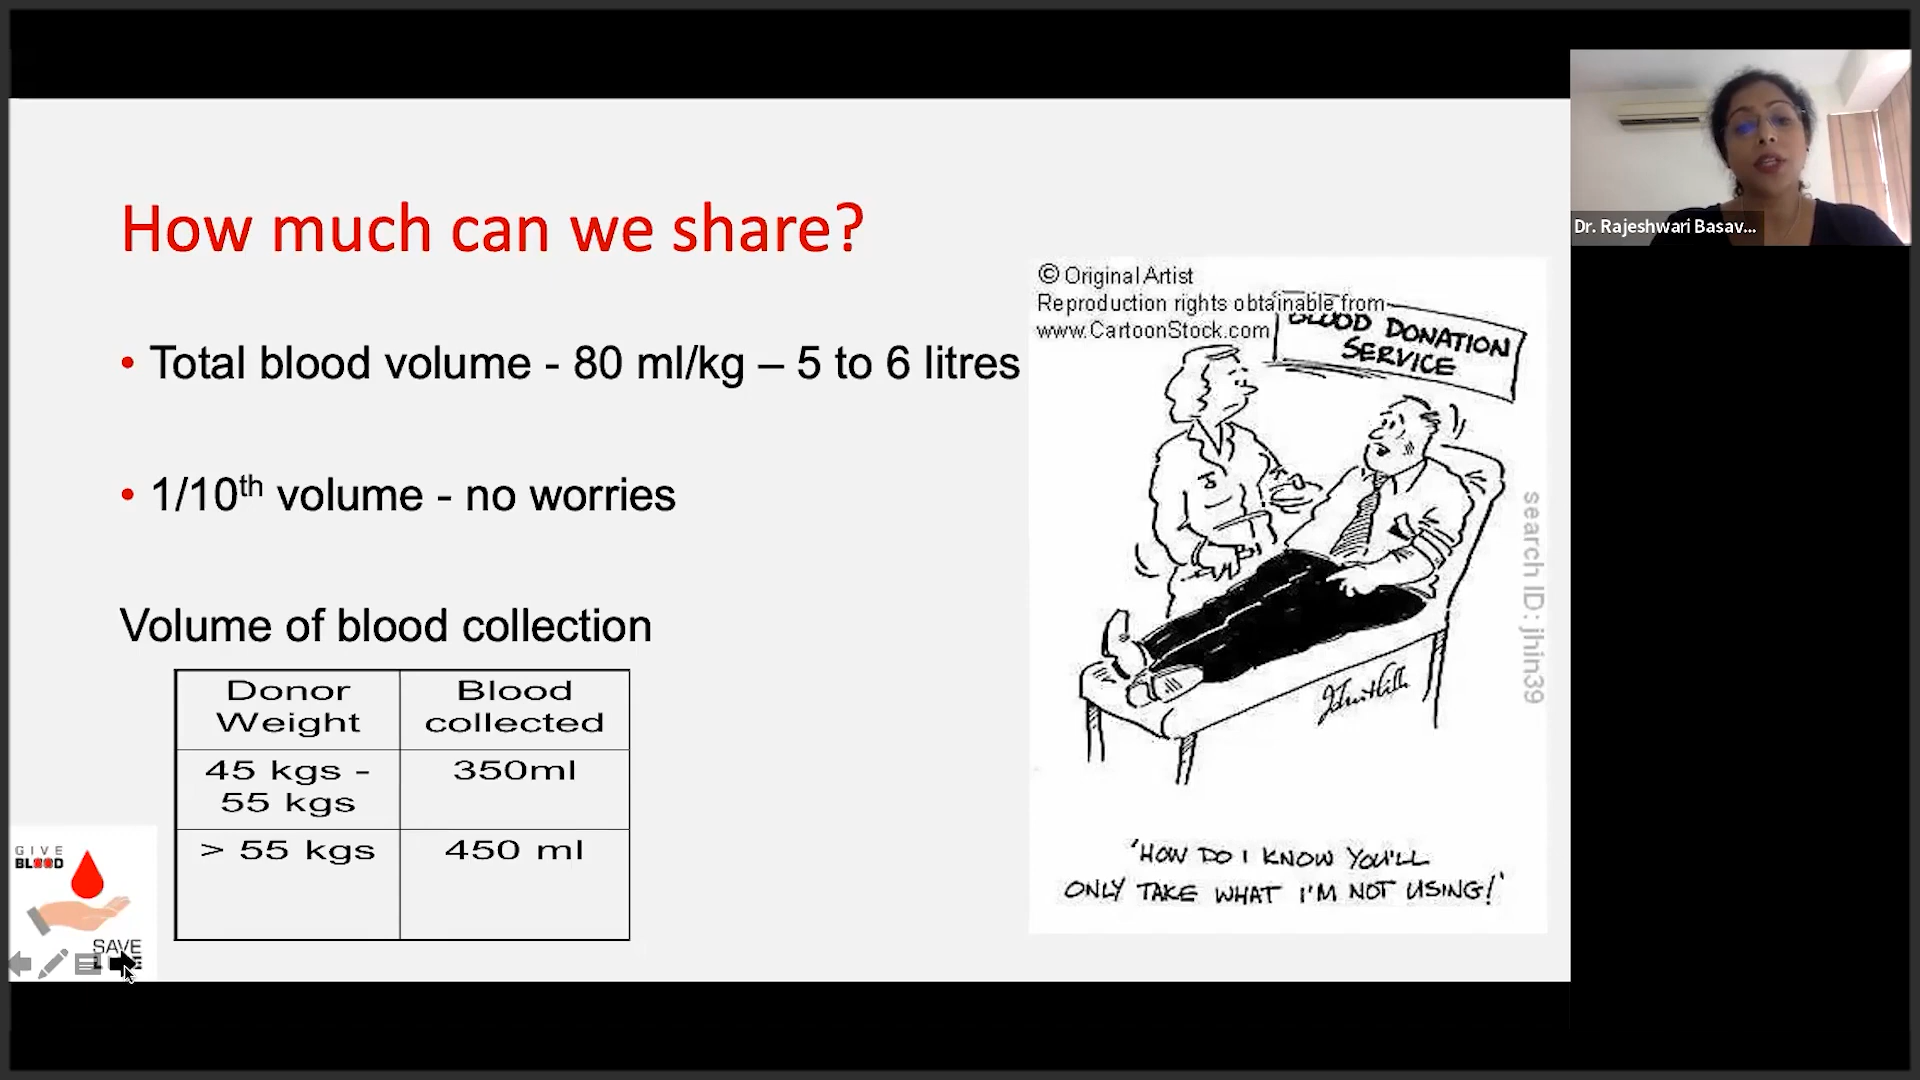 How much can we share?
• Total blood volume - 80 ml/kg – 5 to 6 litres
• 1/10th volume - no worries
Volume of blood collection
Donor Weight
Blood collected
45 kgs - 55 kgs
350ml
> 55 kgs
450 ml
GIVE
BLOOD
SAVE
© Original Artist
Reproduction rights obtainable from
www.CartoonStock.com
BLOOD DONATION
SERVICE
search ID: jhin39
'HOW DO I KNOW YOU'LL
ONLY TAKE WHAT I'M NOT USING!'
Dr. Rajeshwari Basav...